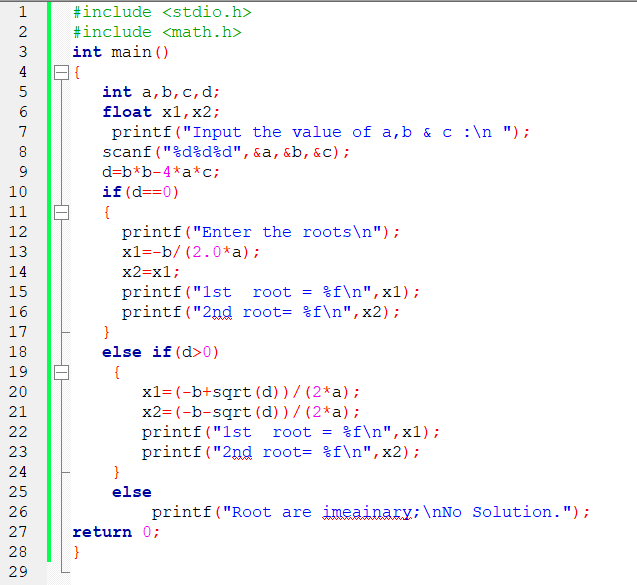 1 #include <stdio.h>
2 #include <math.h>
3 int main()
4 {
5 int a,b,c,d;
6 float x1,x2;
7 printf("Input the value of a,b & c :\n ");
8 scanf("%d%d%d",&a,&b,&c);
9 d=b*b-4*a*c;
10 if(d==0)
11 {
12 printf("Enter the roots\n");
13 x1=-b/(2.0*a);
14 x2=x1;
15 printf("1st  root = %f\n",x1);
16 printf("2nd root= %f\n",x2);
17 }
18 else if(d>0)
19 {
20 x1=(-b+sqrt(d))/(2*a);
21 x2=(-b-sqrt(d))/(2*a);
22 printf("1st  root = %f\n",x1);
23 printf("2nd root= %f\n",x2);
24 }
25 else
26 printf("Root are imeainary;\nNo Solution.");
27 return 0;
28 }
29